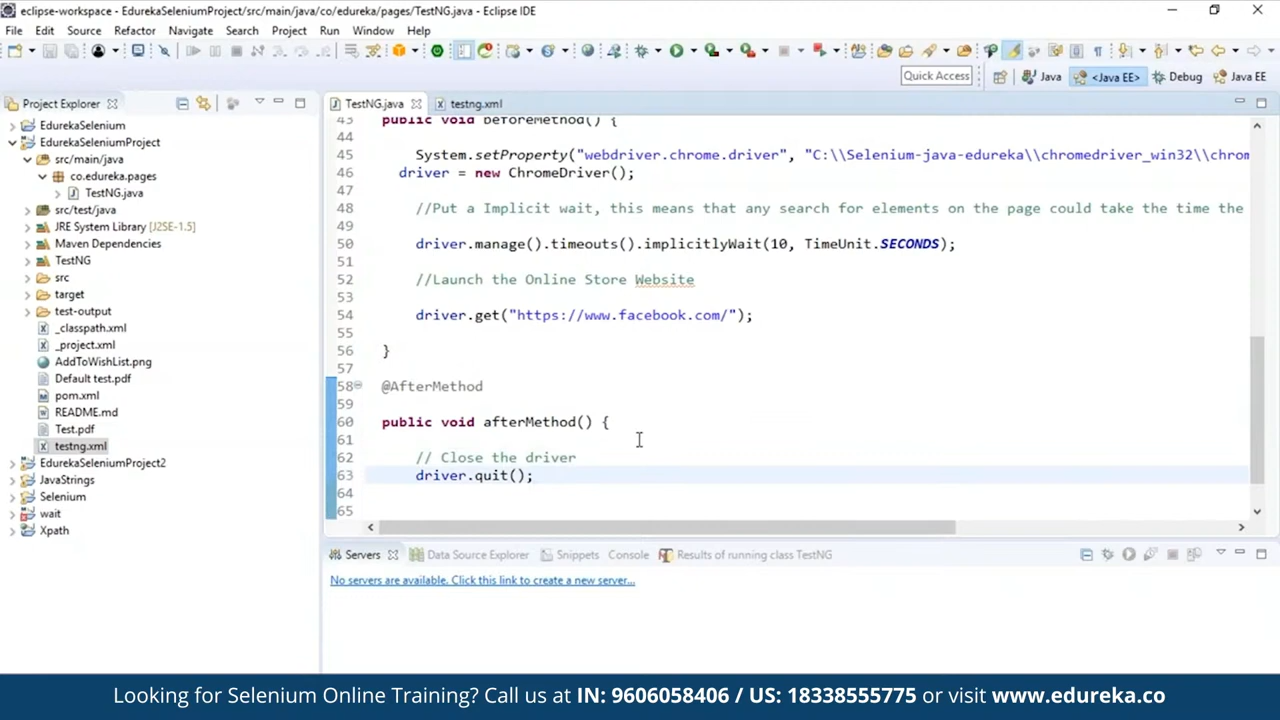 eclipse-workspace - EdurekaSeleniumProject/src/main/java/co/edureka/pages/TestNG.java - Eclipse IDE
File Edit Source Refactor Navigate Search Project Run Window Help
Quick Access Java <Java EE> Debug Java EE
Project Explorer
EdurekaSelenium
EdurekaSeleniumProject
src/main/java
co.edureka.pages
TestNG.java
src/test/java
JRE System Library [J2SE-1.5]
Maven Dependencies
TestNG
src
target
test-output
_classpath.xml
_project.xml
AddToWishList.png
Default test.pdf
pom.xml
README.md
Test.pdf
testng.xml
EdurekaSeleniumProject2
JavaStrings
Selenium
wait
Xpath
TestNG.java testng.xml
43 public void beforeMethod() {
44
45 System.setProperty("webdriver.chrome.driver", "C:\\Selenium-java-edureka\\chromedriver_win32\\chrom
46 driver = new ChromeDriver();
47
48 //Put a Implicit wait, this means that any search for elements on the page could take the time the
49
50 driver.manage().timeouts().implicitlyWait(10, TimeUnit.SECONDS);
51
52 //Launch the Online Store Website
53
54 driver.get("https://www.facebook.com/");
55
56 }
57
58 @AfterMethod
59
60 public void afterMethod() {
61
62 // Close the driver
63 driver.quit();
64
65
Servers Data Source Explorer Snippets Console Results of running class TestNG
No servers are available. Click this link to create a new server...
Looking for Selenium Online Training? Call us at IN: 9606058406 / US: 18338555775 or visit www.edureka.co